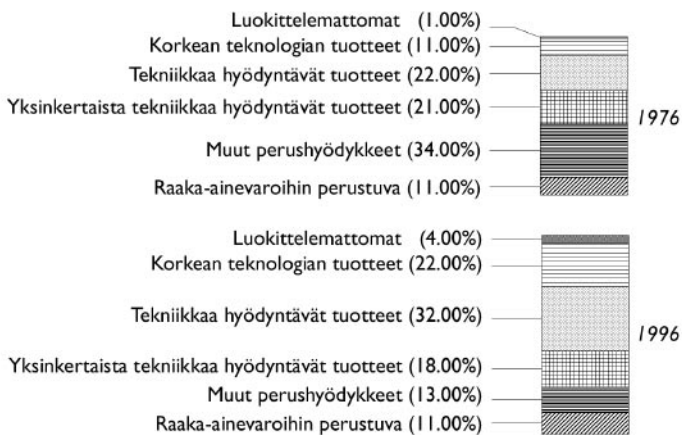 Luokittelemattomat (1.00%)
Korkean teknologian tuotteet (11.00%)
Tekniikkaa hyödyntävät tuotteet (22.00%)
Yksinkertaista tekniikkaa hyödyntävät tuotteet (21.00%)
1976
Muut perushyödykkeet (34.00%)
Raaka-ainevaroihin perustuva (11.00%)
Luokittelemattomat (4.00%)
Korkean teknologian tuotteet (22.00%)
Tekniikkaa hyödyntävät tuotteet (32.00%)
1996
Yksinkertaista tekniikkaa hyödyntävät tuotteet (18.00%)
Muut perushyödykkeet (13.00%)
Raaka-ainevaroihin perustuva (11.00%)